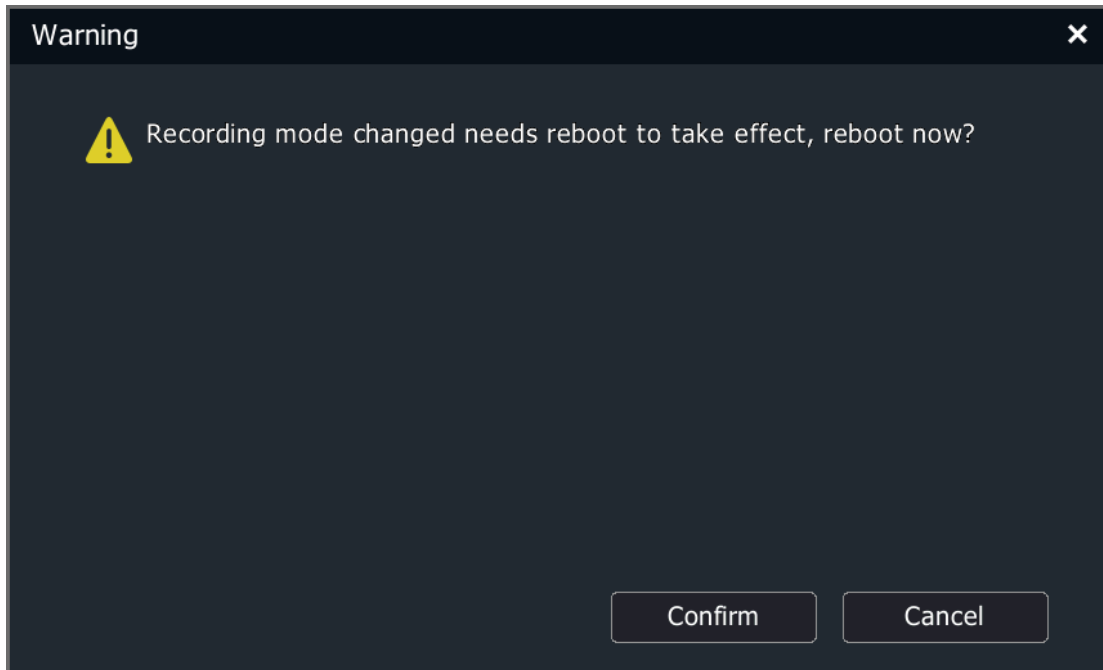 Warning
Recording mode changed needs reboot to take effect, reboot now?
Confirm
Cancel